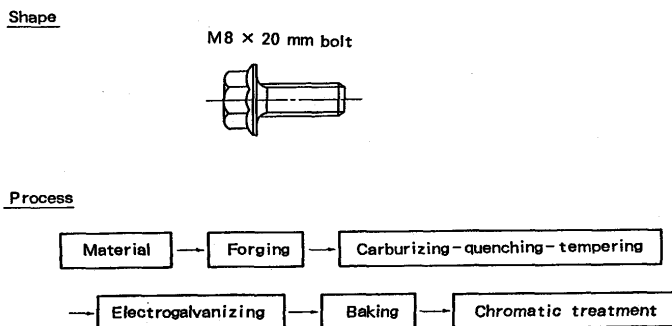 Shape
M8 × 20 mm bolt
Process
Material
Forging
Carburizing-quenching-tempering
Electrogalvanizing
Baking
Chromatic treatment